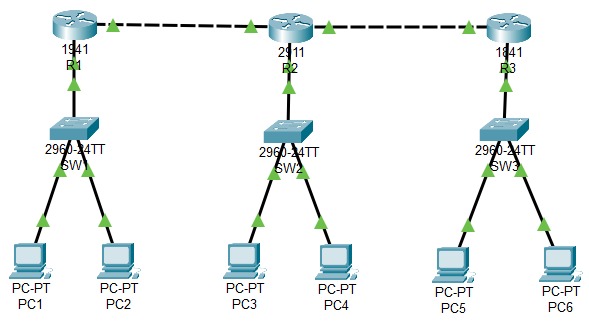 1941
R1
2911
R2
1841
R3
2960-24TT
SW1
2960-24TT
SW2
2960-24TT
SW3
PC-PT
PC1
PC-PT
PC2
PC-PT
PC3
PC-PT
PC4
PC-PT
PC5
PC-PT
PC6